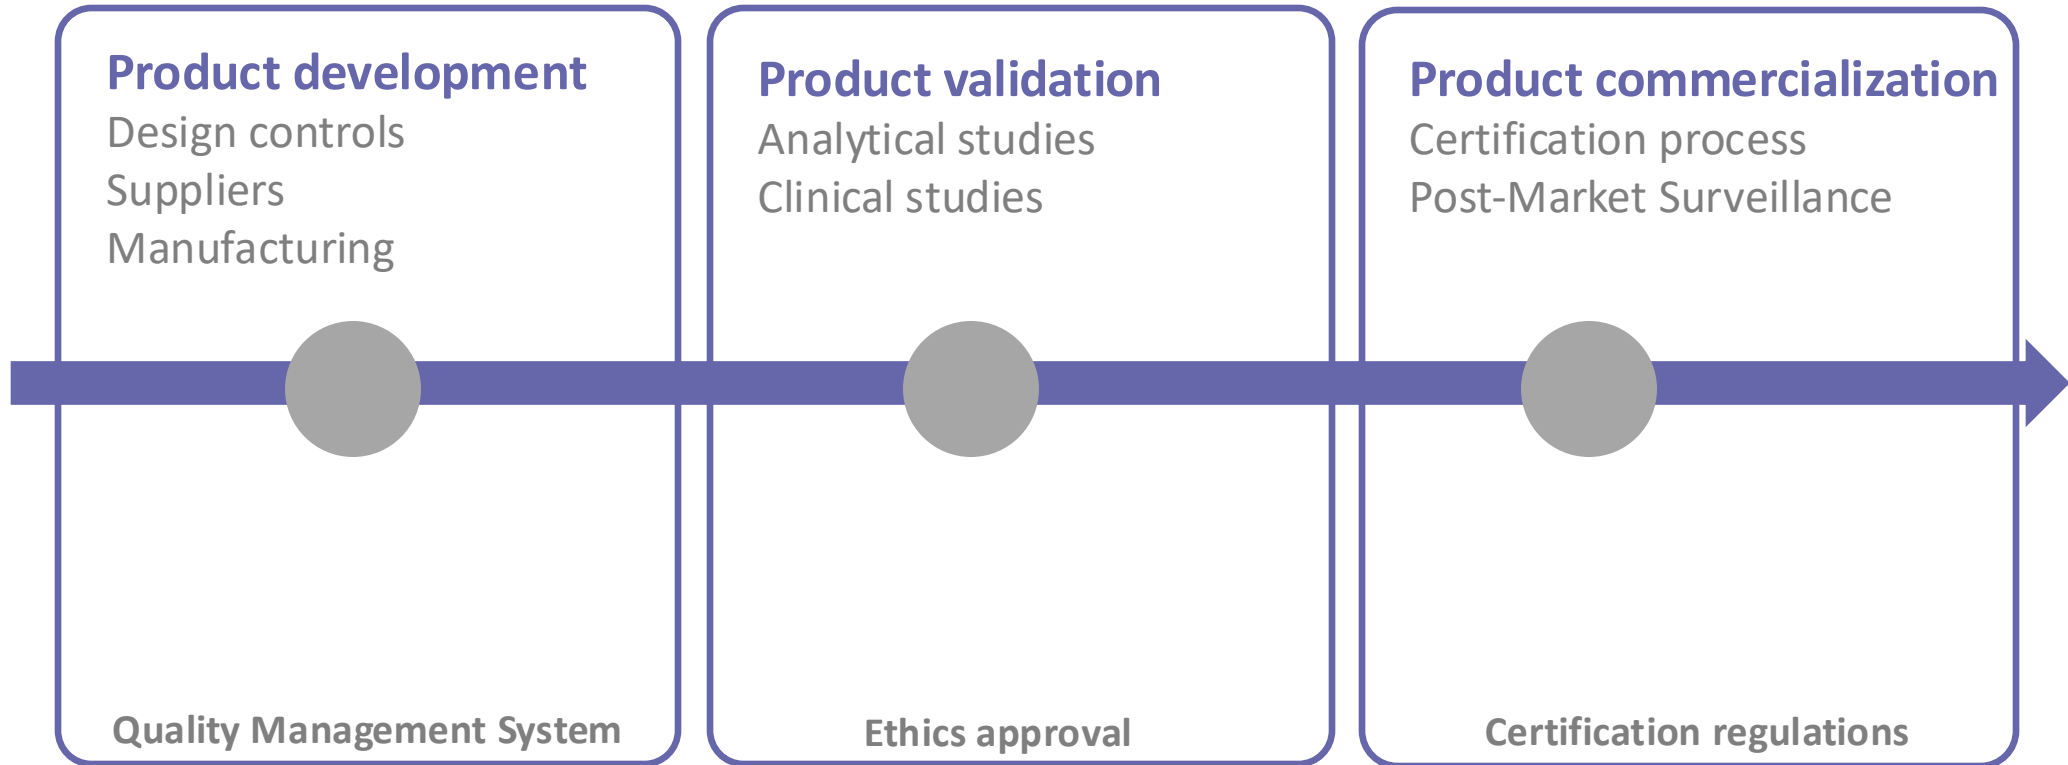 Product development
Design controls
Suppliers
Manufacturing
Quality Management System
Product validation
Analytical studies
Clinical studies
Ethics approval
Product commercialization
Certification process
Post-Market Surveillance
Certification regulations